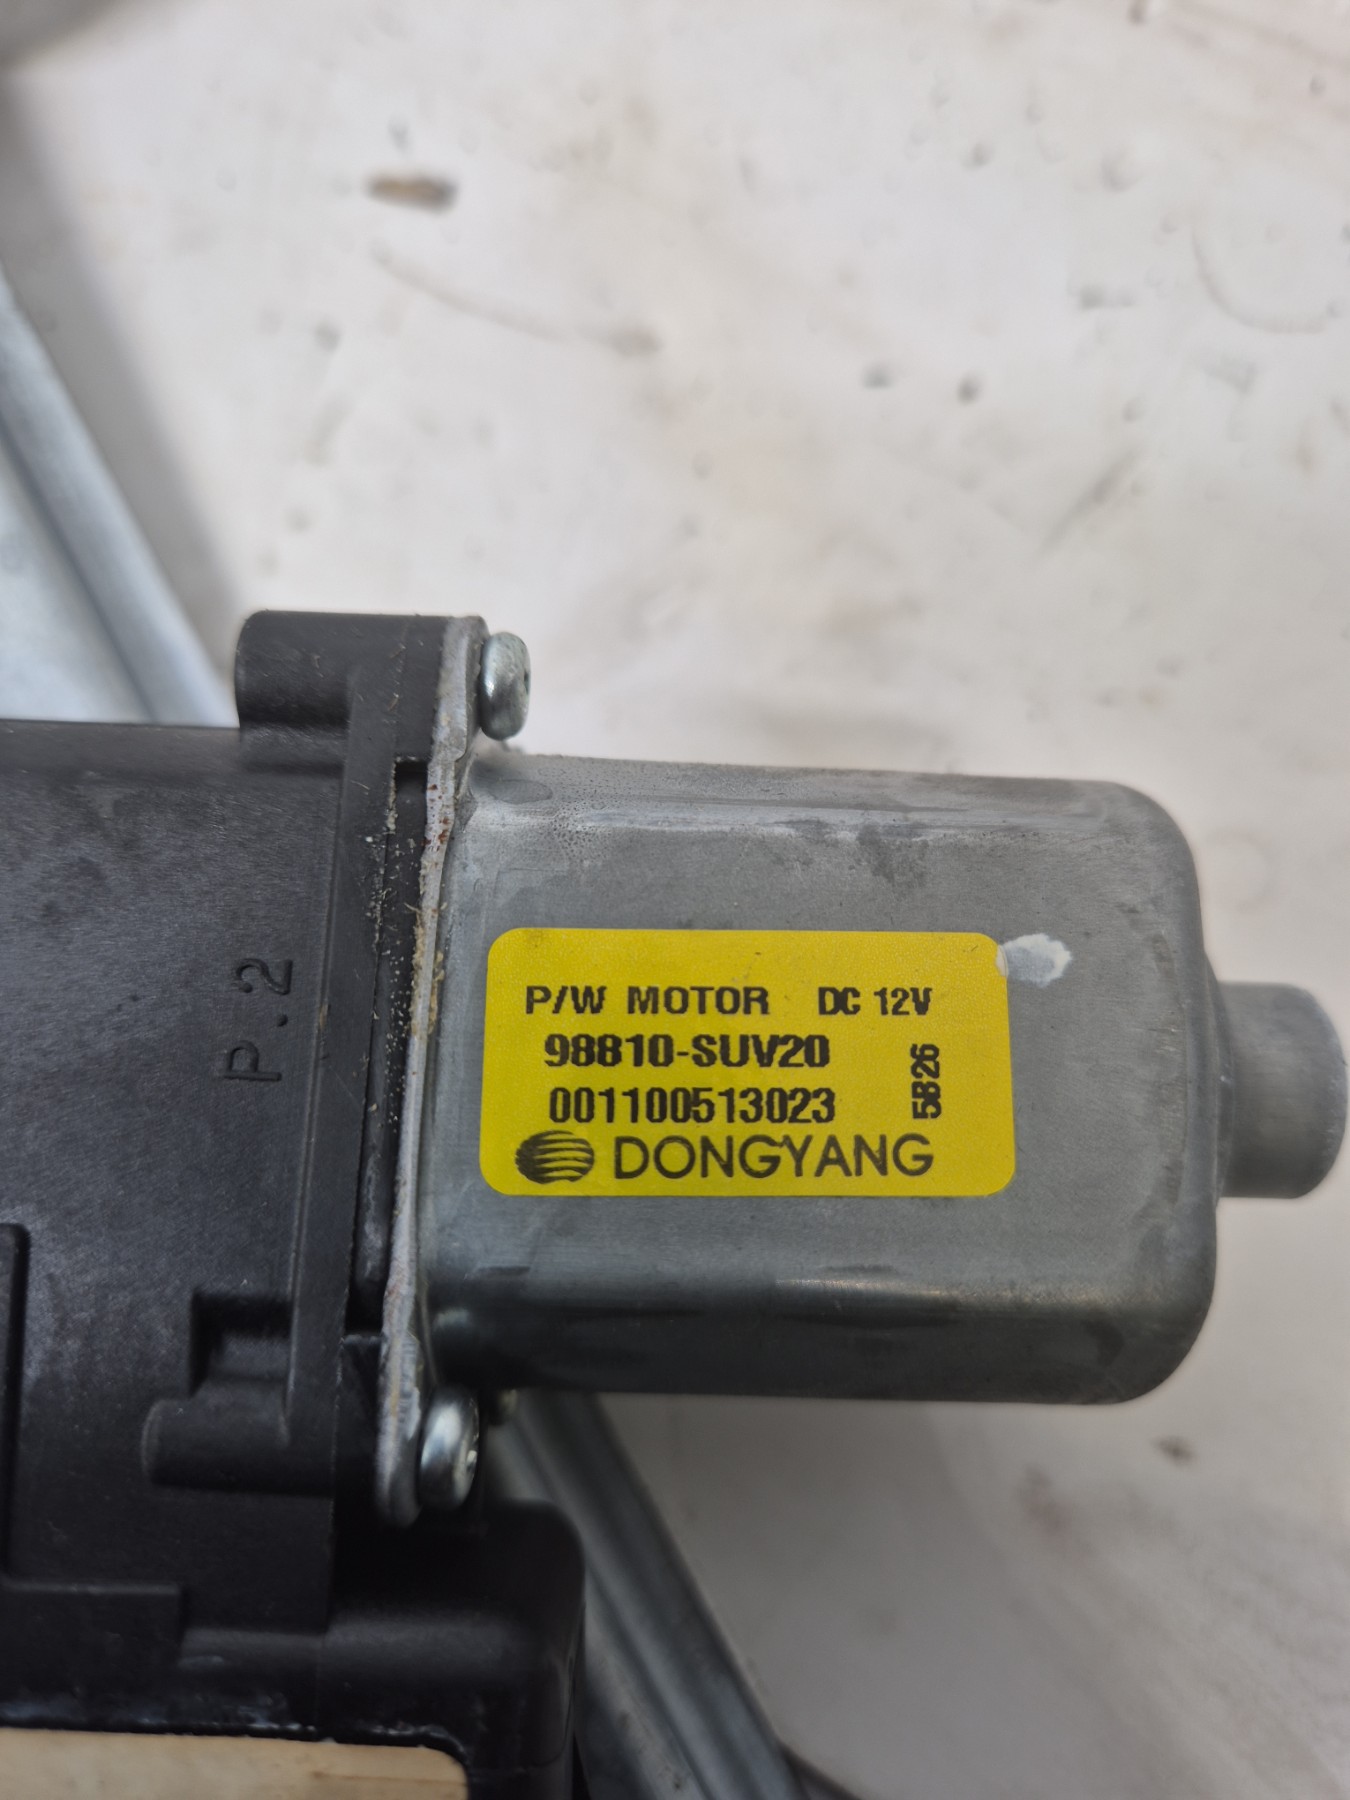 P.2
P/W MOTOR DC 12V
98810-SUV20
001100513023
5B26
DONGYANG